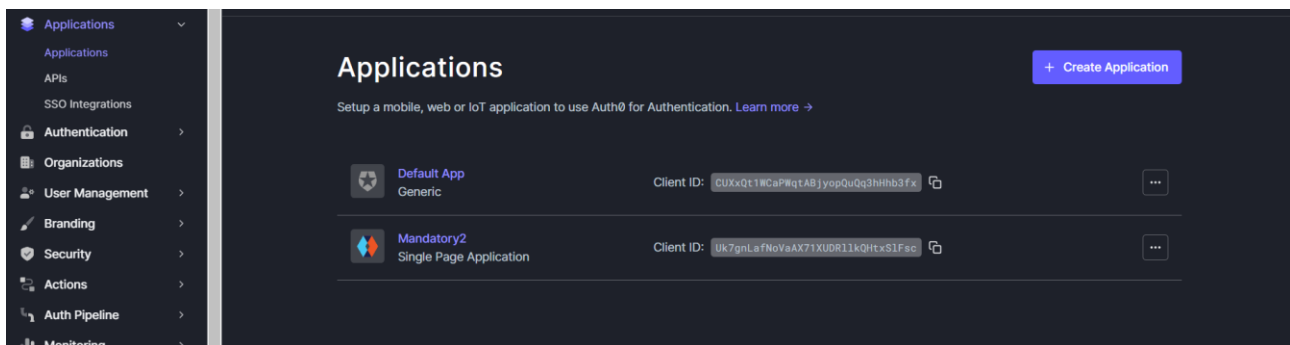 Applications
Applications
APIs
SSO Integrations
Authentication
Organizations
User Management
Branding
Security
Actions
Auth Pipeline
Monitoring
Applications
+ Create Application
Setup a mobile, web or IoT application to use Auth0 for Authentication. Learn more →
Default App
Generic
Client ID: CUXxQt1WCaPWqtABjyopQuQq3hHhb3fx
Mandatory2
Single Page Application
Client ID: Uk7gnLafNoVaAX71XUDRllkQHtxSlFsc